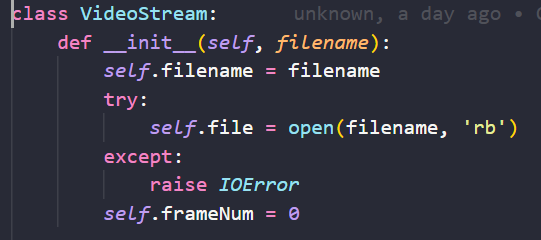 class VideoStream:    unknown, a day ago •
    def __init__(self, filename):
        self.filename = filename
        try:
            self.file = open(filename, 'rb')
        except:
            raise IOError
        self.frameNum = 0